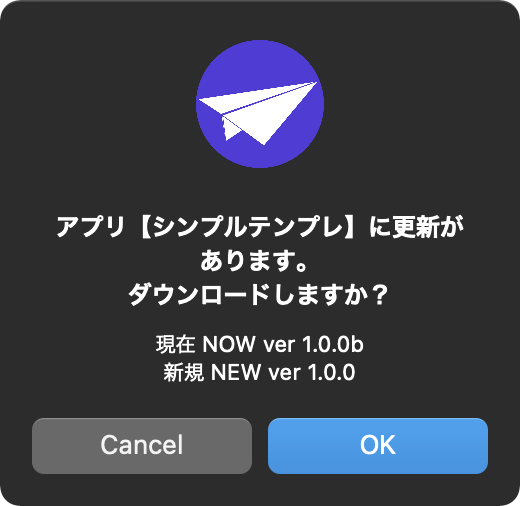 アプリ【シンプルテンプレ】に更新が
あります。
ダウンロードしますか？
現在 NOW ver 1.0.0b
新規 NEW ver 1.0.0
Cancel
OK